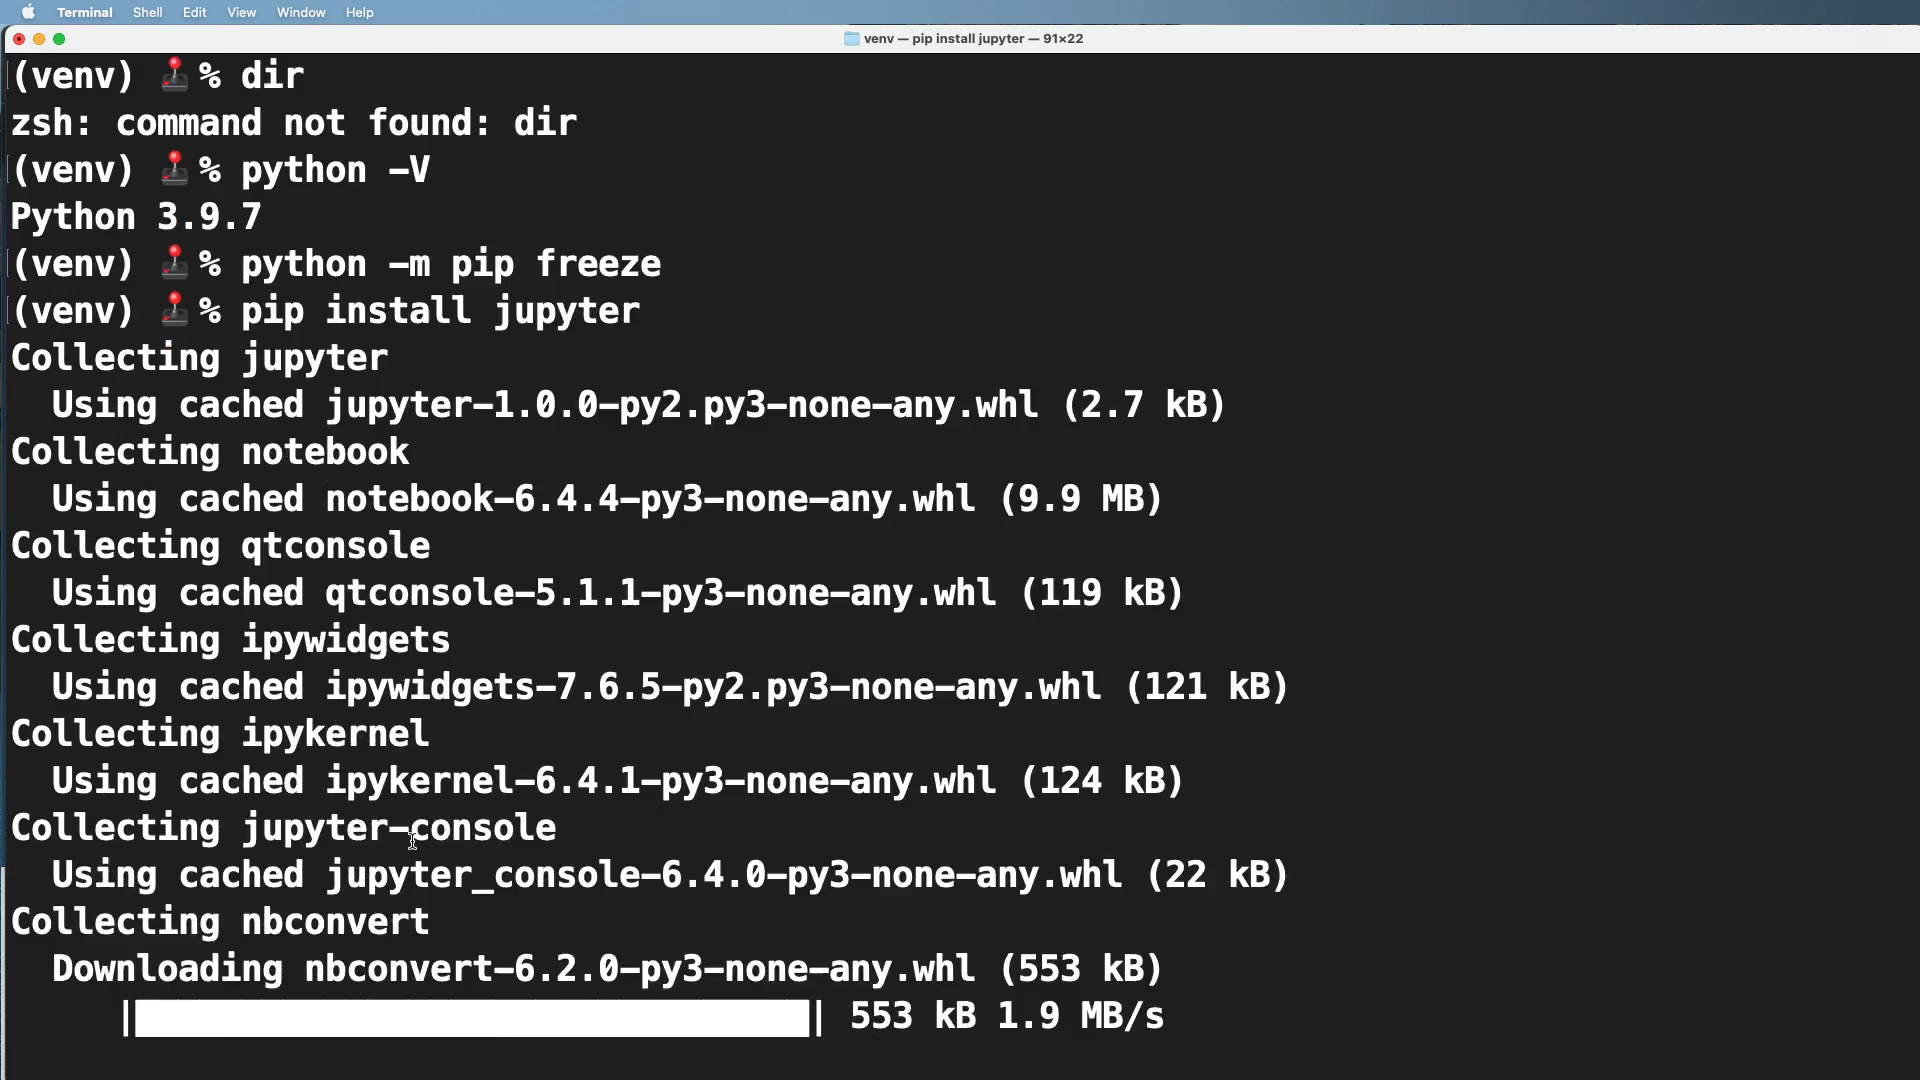 Terminal Shell Edit View Window Help
venv — pip install jupyter — 91×22
(venv) 🕹% dir
zsh: command not found: dir
(venv) 🕹% python -V
Python 3.9.7
(venv) 🕹% python -m pip freeze
(venv) 🕹% pip install jupyter
Collecting jupyter
  Using cached jupyter-1.0.0-py2.py3-none-any.whl (2.7 kB)
Collecting notebook
  Using cached notebook-6.4.4-py3-none-any.whl (9.9 MB)
Collecting qtconsole
  Using cached qtconsole-5.1.1-py3-none-any.whl (119 kB)
Collecting ipywidgets
  Using cached ipywidgets-7.6.5-py2.py3-none-any.whl (121 kB)
Collecting ipykernel
  Using cached ipykernel-6.4.1-py3-none-any.whl (124 kB)
Collecting jupyter-console
  Using cached jupyter_console-6.4.0-py3-none-any.whl (22 kB)
Collecting nbconvert
  Downloading nbconvert-6.2.0-py3-none-any.whl (553 kB)
     |████████████████████████████████| 553 kB 1.9 MB/s